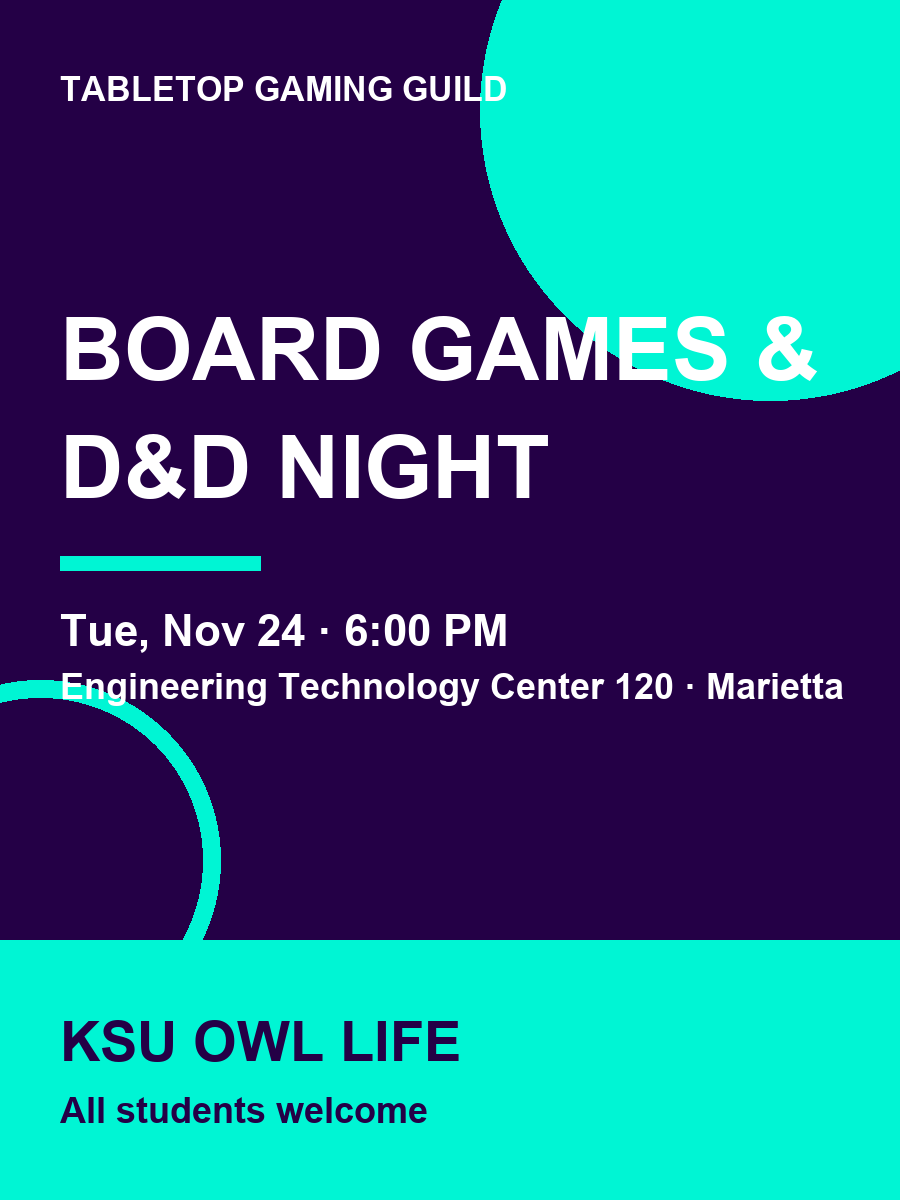 TABLETOP GAMING GUILD
BOARD GAMES &
D&D NIGHT
Tue, Nov 24 · 6:00 PM
Engineering Technology Center 120 · Marietta
KSU OWL LIFE
All students welcome